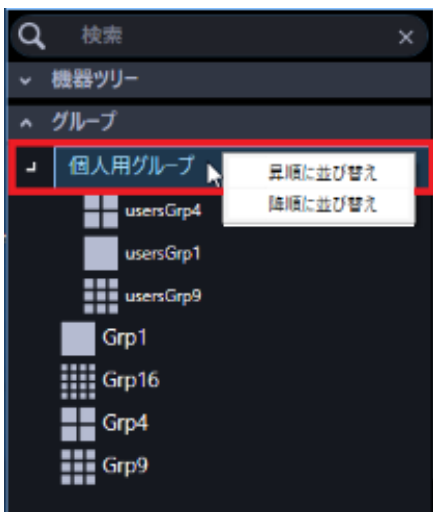 検索
機器ツリー
グループ
個人用グループ
昇順に並び替え
降順に並び替え
usersGrp4
usersGrp1
usersGrp9
Grp1
Grp16
Grp4
Grp9